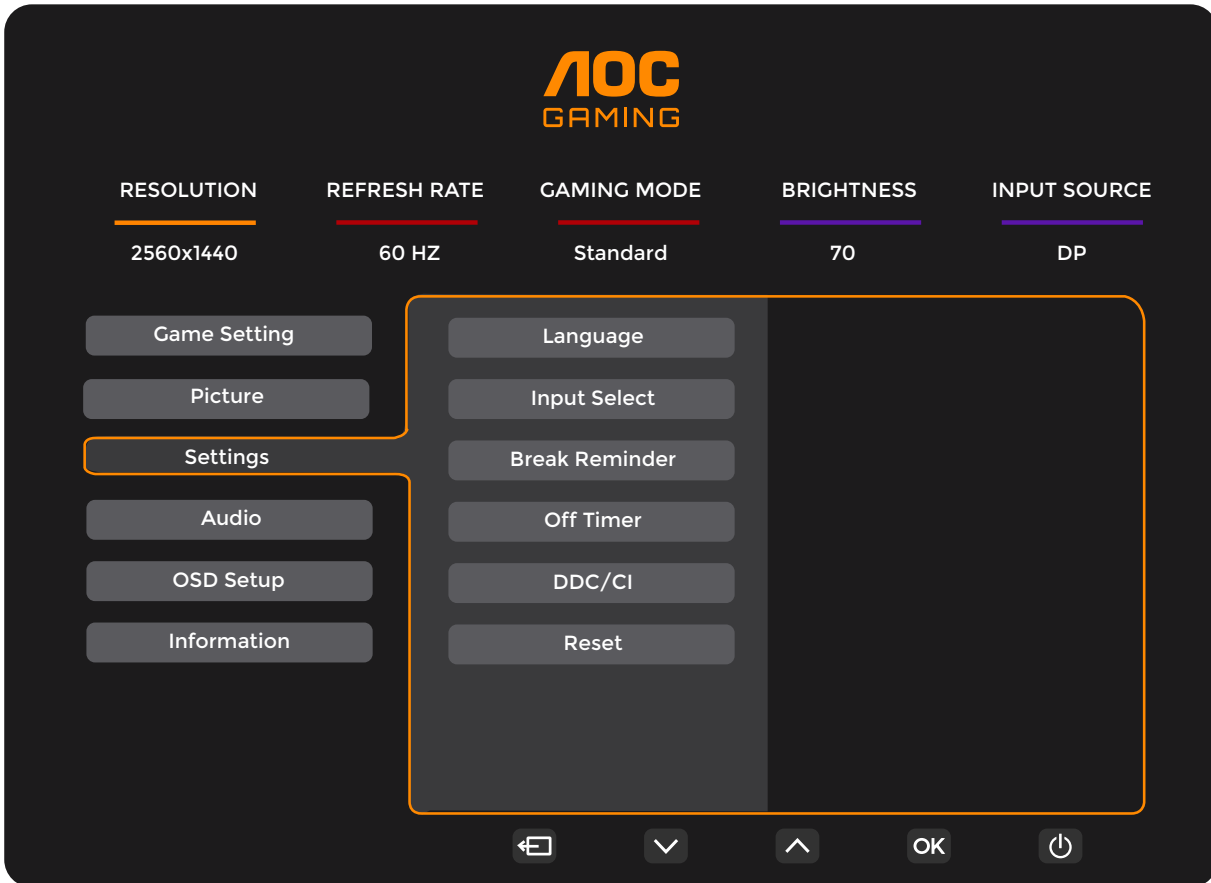 AOC
GAMING
RESOLUTION REFRESH RATE GAMING MODE BRIGHTNESS INPUT SOURCE
2560x1440 60 HZ Standard 70 DP
Game Setting
Picture
Settings
Audio
OSD Setup
Information
Language
Input Select
Break Reminder
Off Timer
DDC/CI
Reset
OK